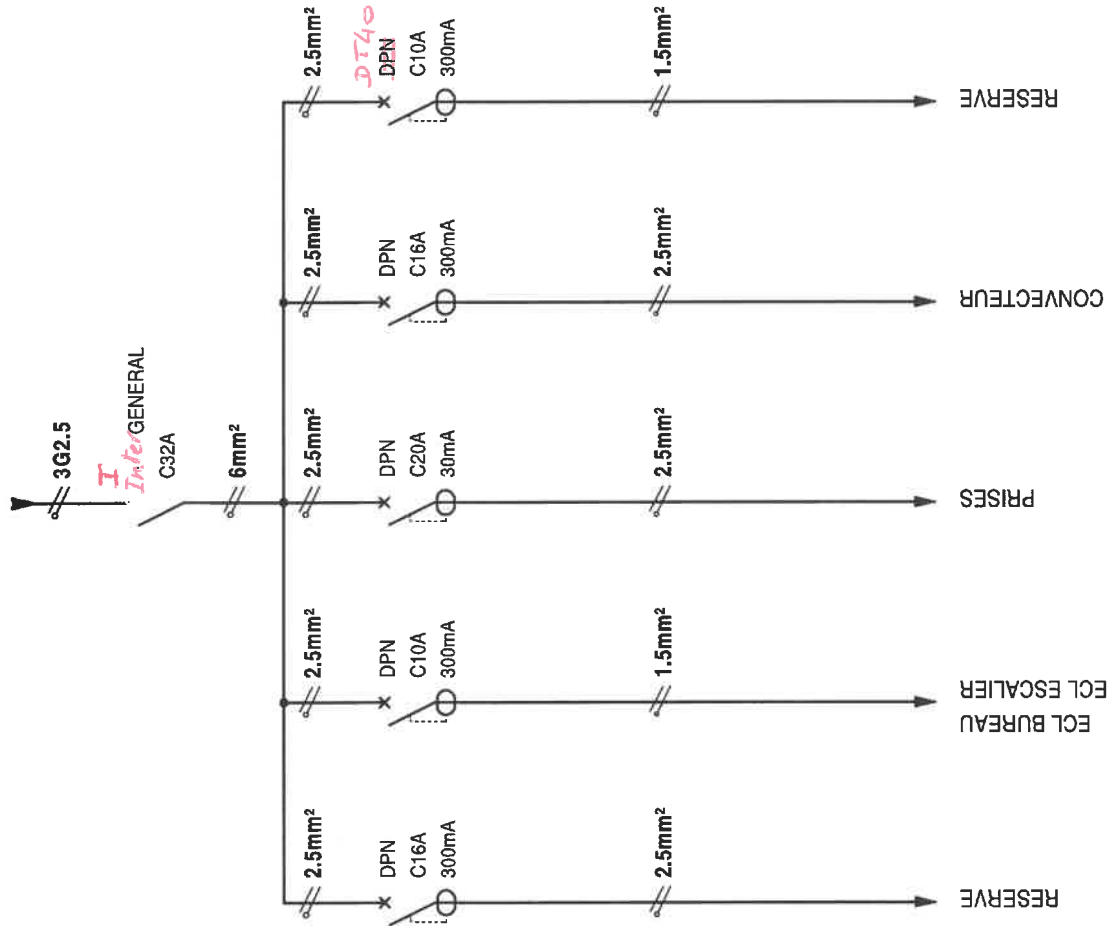 3G2.5
I
Inter GENERAL
C32A
6mm²
2.5mm²
2.5mm²
2.5mm²
2.5mm²
2.5mm²
DT40
DPN
C16A
300mA
DPN
C10A
300mA
DPN
C20A
30mA
DPN
C16A
300mA
DPN
C10A
300mA
2.5mm²
1.5mm²
2.5mm²
2.5mm²
1.5mm²
RESERVE
ECL BUREAU
ECL ESCALIER
PRISES
CONVECTEUR
RESERVE